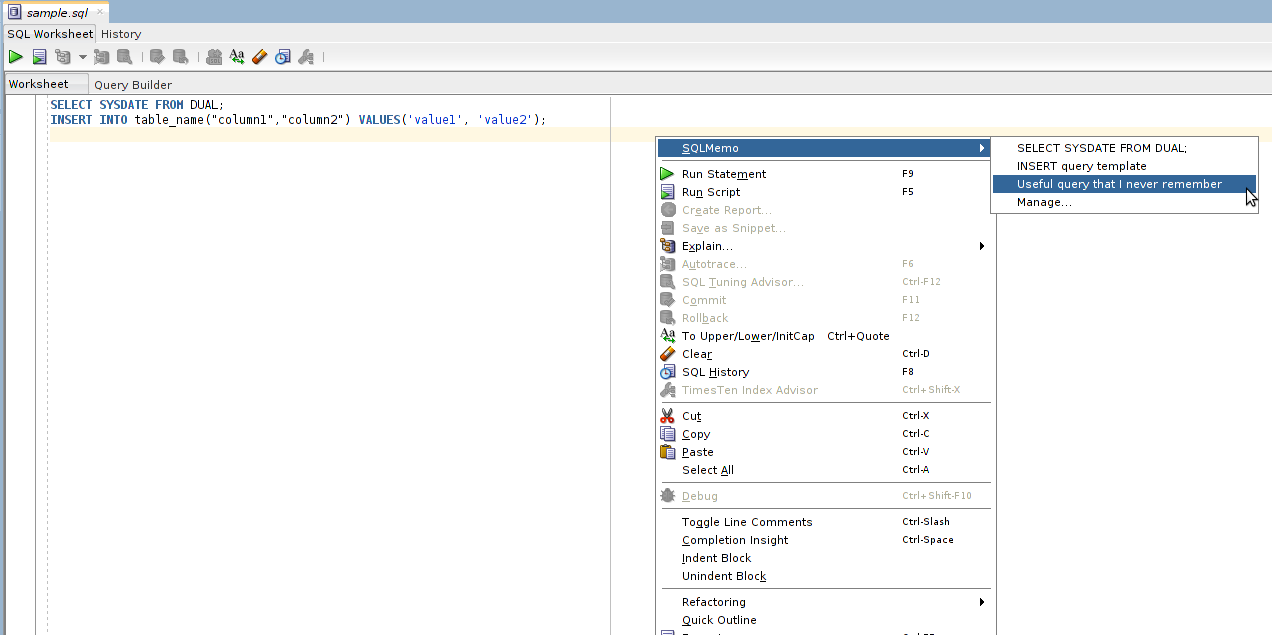 sample.sql
SQL Worksheet History
Aa
Worksheet Query Builder
SELECT SYSDATE FROM DUAL;
INSERT INTO table_name("column1","column2") VALUES('value1', 'value2');
SQLMemo
Run Statement F9
Run Script F5
Create Report...
Save as Snippet...
Explain...
Autotrace... F6
SQL Tuning Advisor... Ctrl-F12
Commit F11
Rollback F12
Aa To Upper/Lower/InitCap Ctrl+Quote
Clear Ctrl-D
SQL History F8
TimesTen Index Advisor Ctrl+Shift-X
Cut Ctrl-X
Copy Ctrl-C
Paste Ctrl-V
Select All Ctrl-A
Debug Ctrl+Shift-F10
Toggle Line Comments Ctrl-Slash
Completion Insight Ctrl-Space
Indent Block
Unindent Block
Refactoring
Quick Outline
SELECT SYSDATE FROM DUAL;
INSERT query template
Useful query that I never remember
Manage...